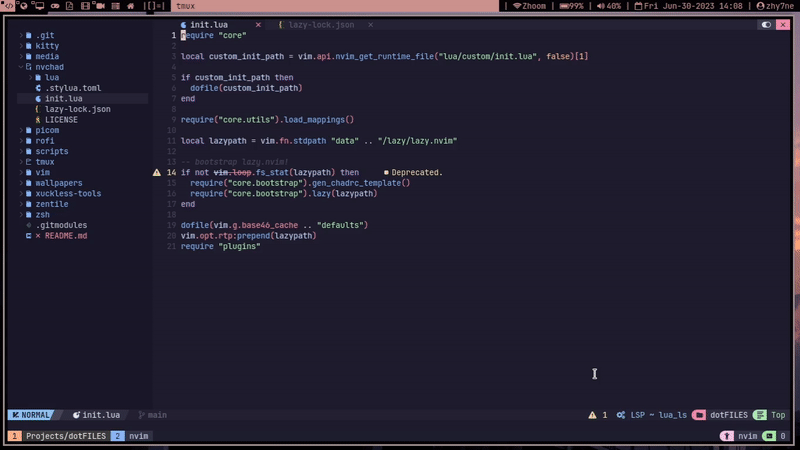 tmux
Zhoom 99% 40% Fri Jun-30-2023 14:08 zhy7ne
init.lua × lazy-lock.json ×
.git
kitty
media
nvchad
lua
.stylua.toml
init.lua
lazy-lock.json
LICENSE
picom
rofi
scripts
tmux
vim
wallpapers
xuckless-tools
zentile
zsh
.gitmodules
README.md
1 require "core"
2
3 local custom_init_path = vim.api.nvim_get_runtime_file("lua/custom/init.lua", false)[1]
4
5 if custom_init_path then
6 dofile(custom_init_path)
7 end
8
9 require("core.utils").load_mappings()
10
11 local lazypath = vim.fn.stdpath "data" .. "/lazy/lazy.nvim"
12
13 -- bootstrap lazy.nvim!
14 if not vim.loop.fs_stat(lazypath) then ■ Deprecated.
15 require("core.bootstrap").gen_chadrc_template()
16 require("core.bootstrap").lazy(lazypath)
17 end
18
19 dofile(vim.g.base46_cache .. "defaults")
20 vim.opt.rtp:prepend(lazypath)
21 require "plugins"
NORMAL init.lua main 1 LSP ~ lua_ls dotFILES Top
1 Projects/dotFILES 2 nvim nvim 0